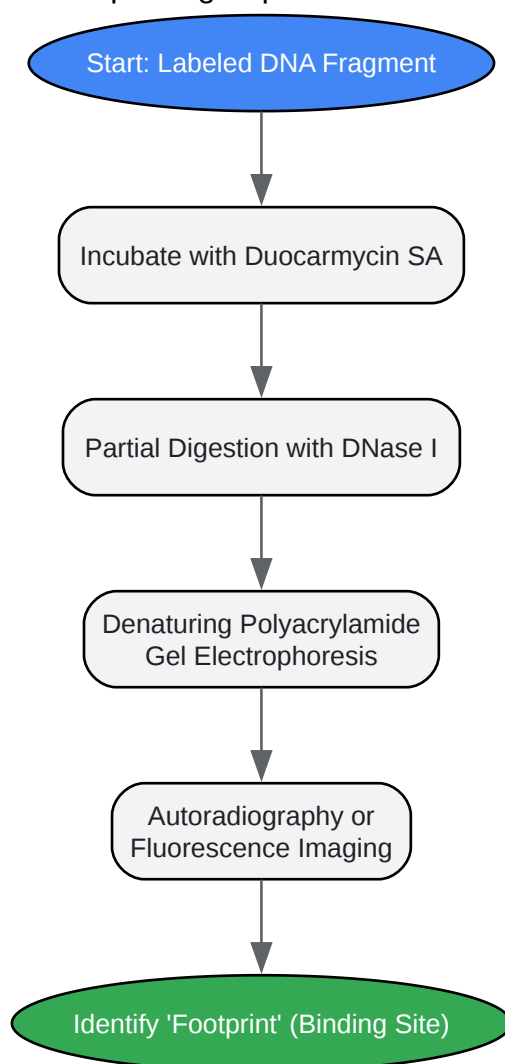 Start: Labeled DNA Fragment
Incubate with Duocarmycin SA
Partial Digestion with DNase I
Denaturing Polyacrylamide
Gel Electrophoresis
Autoradiography or
Fluorescence Imaging
Identify 'Footprint' (Binding Site)